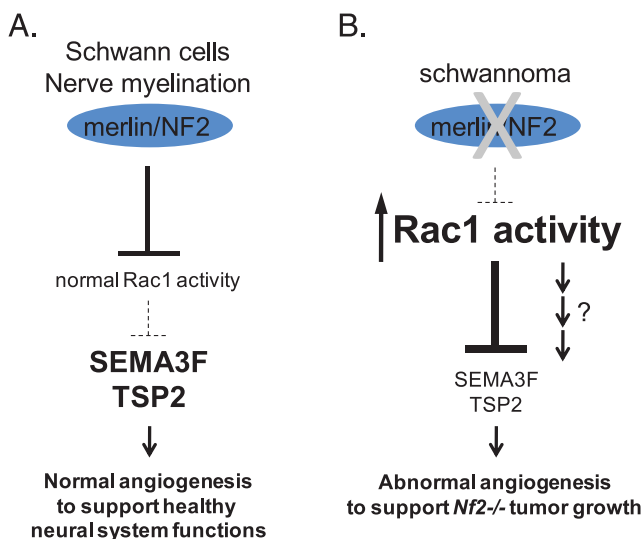 A.
Schwann cells
Nerve myelination
merlin/NF2
normal Rac1 activity
SEMA3F
TSP2
Normal angiogenesis
to support healthy
neural system functions
B.
schwannoma
merlin/NF2
Rac1 activity
?
SEMA3F
TSP2
Abnormal angiogenesis
to support Nf2-/- tumor growth